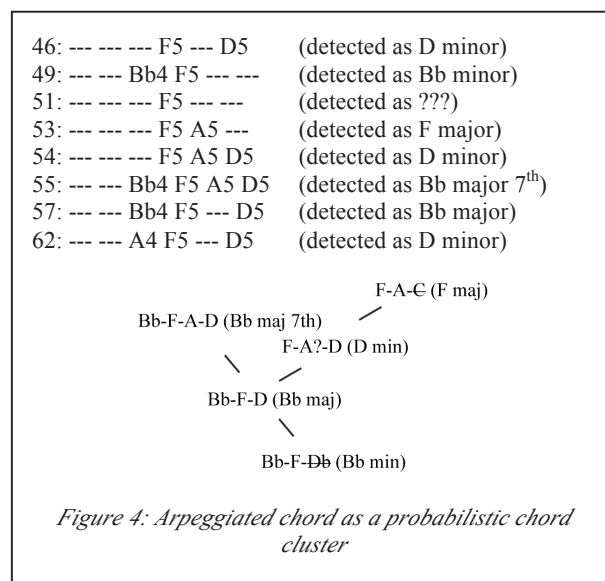 46: --- --- --- F5 --- D5 (detected as D minor)
49: --- --- Bb4 F5 --- --- (detected as Bb minor)
51: --- --- --- F5 --- --- (detected as ???)
53: --- --- --- F5 A5 --- (detected as F major)
54: --- --- --- F5 A5 D5 (detected as D minor)
55: --- --- Bb4 F5 A5 D5 (detected as Bb major 7th)
57: --- --- Bb4 F5 --- D5 (detected as Bb major)
62: --- --- A4 F5 --- D5 (detected as D minor)
F-A-C (F maj)
Bb-F-A-D (Bb maj 7th)
F-A?-D (D min)
Bb-F-D (Bb maj)
Bb-F-Db (Bb min)
Figure 4: Arpeggiated chord as a probabilistic chord
cluster